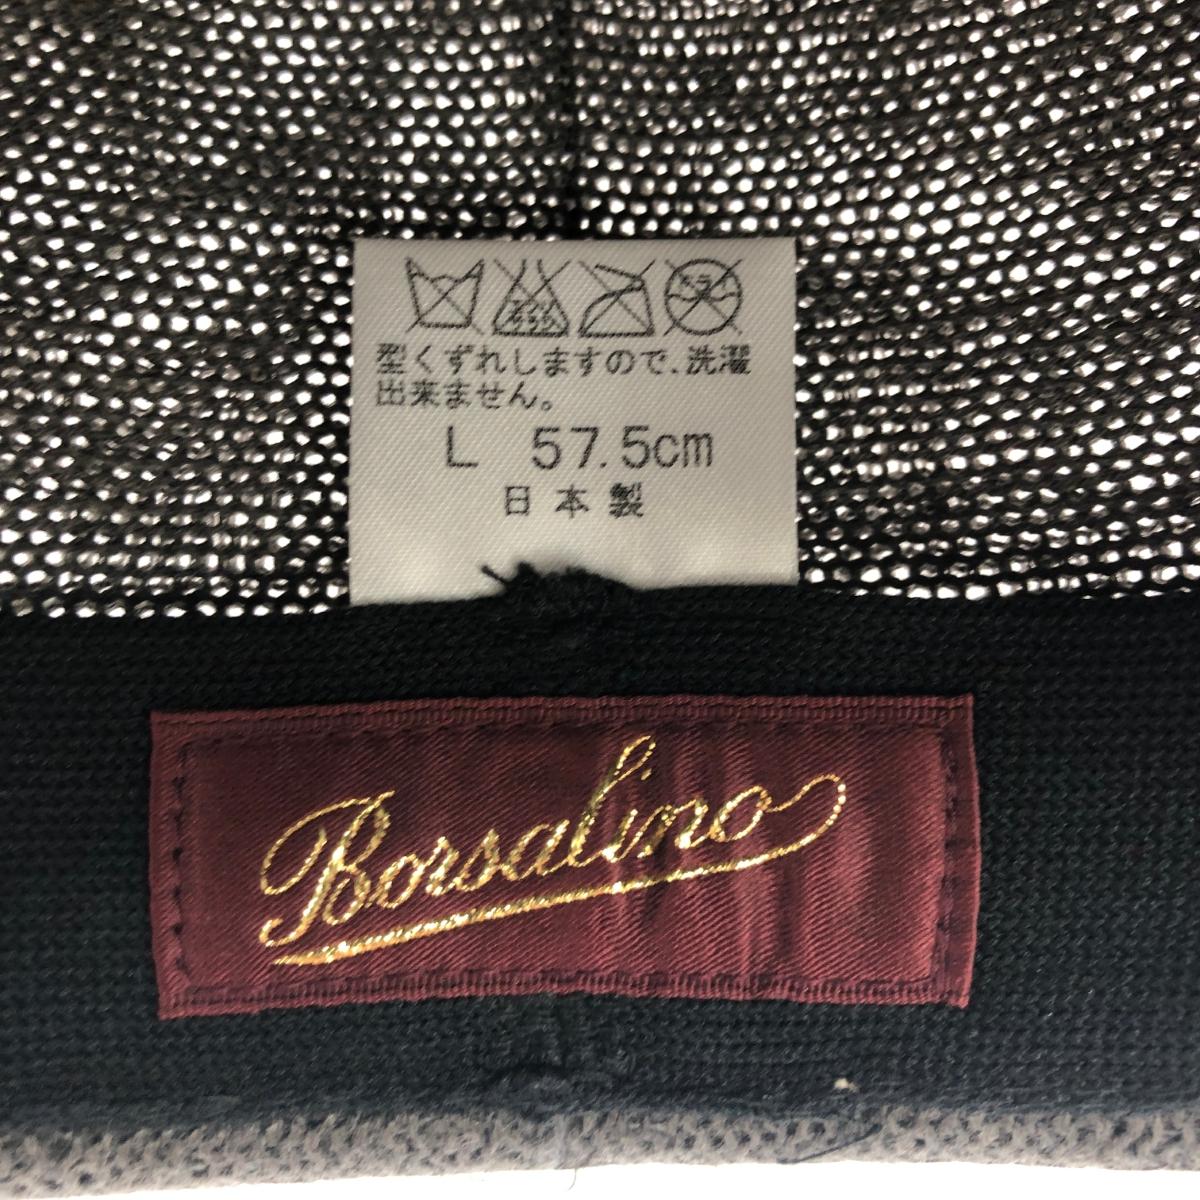 型くずれしますので、洗濯
出来ません。
L 57.5cm
日本製
Borsalino